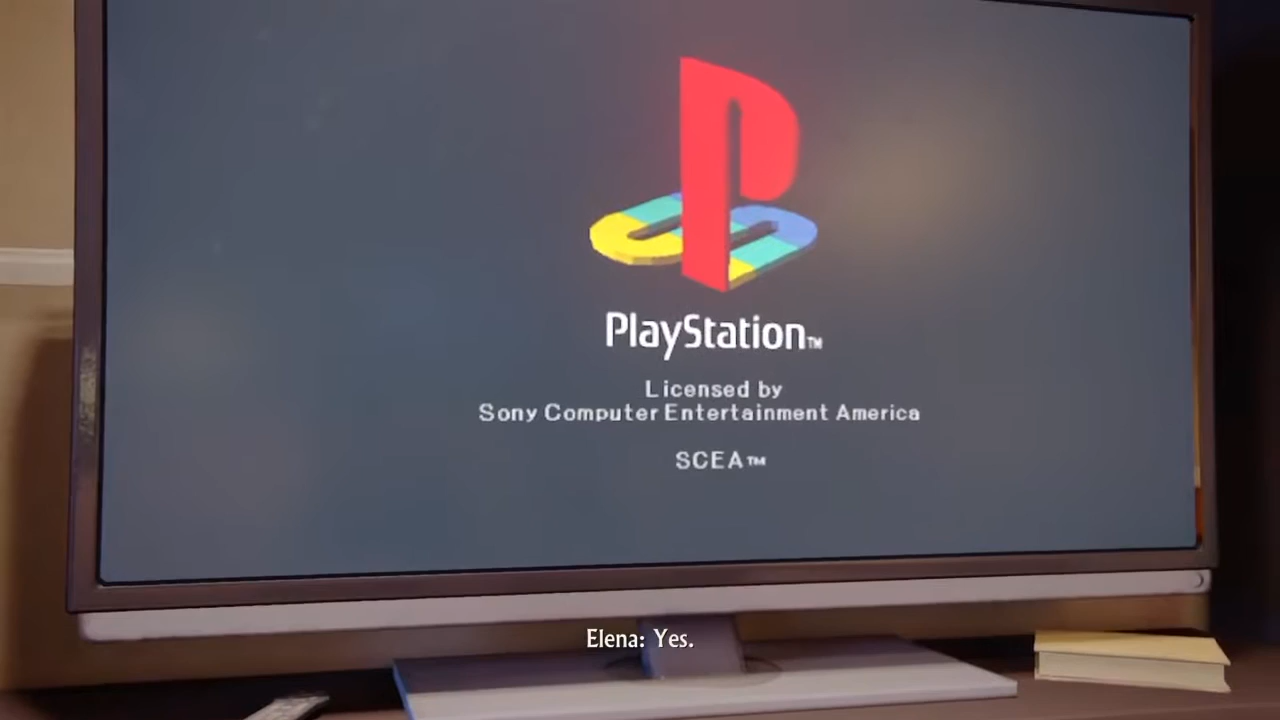 PlayStation™
Licensed by
Sony Computer Entertainment America
SCEA™
Elena: Yes.